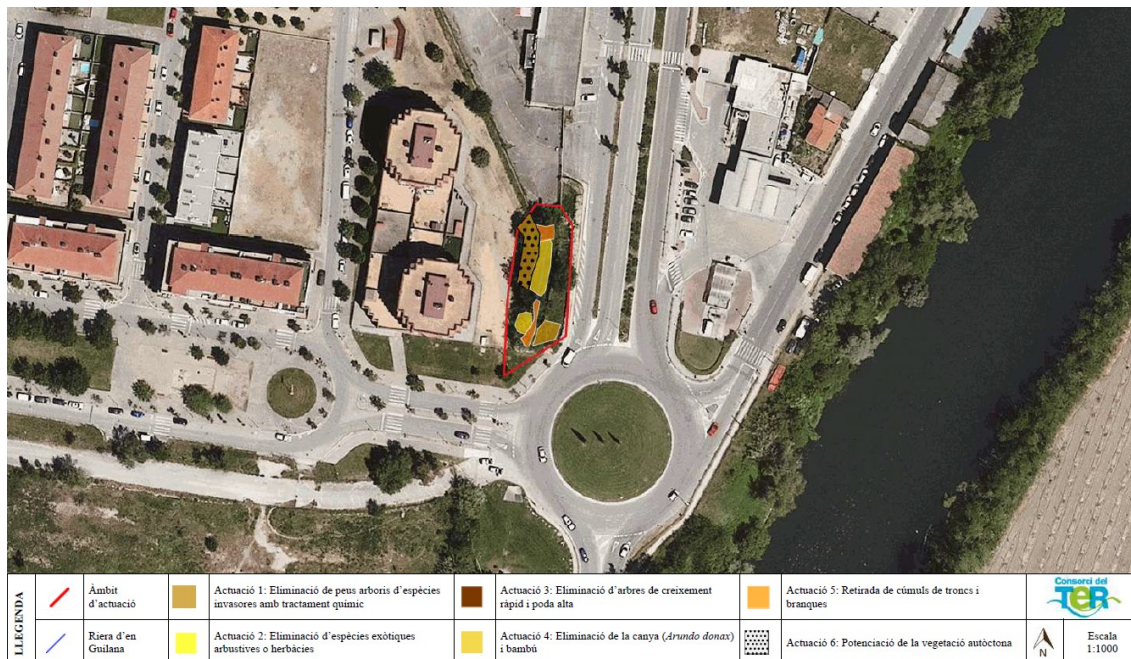 LLEGENDA
Àmbit
d'actuació
Actuació 1: Eliminació de peus arboris d'espècies
invasores amb tractament químic
Actuació 3: Eliminació d'arbres de creixement
ràpid i poda alta
Actuació 5: Retirada de cúmuls de troncs i
branques
Consorci del
TER
Riera d'en
Guilana
Actuació 2: Eliminació d'espècies exòtiques
arbustives o herbàcies
Actuació 4: Eliminació de la canya (Arundo donax)
i bambú
Actuació 6: Potenciació de la vegetació autòctona
N
Escala
1:1000